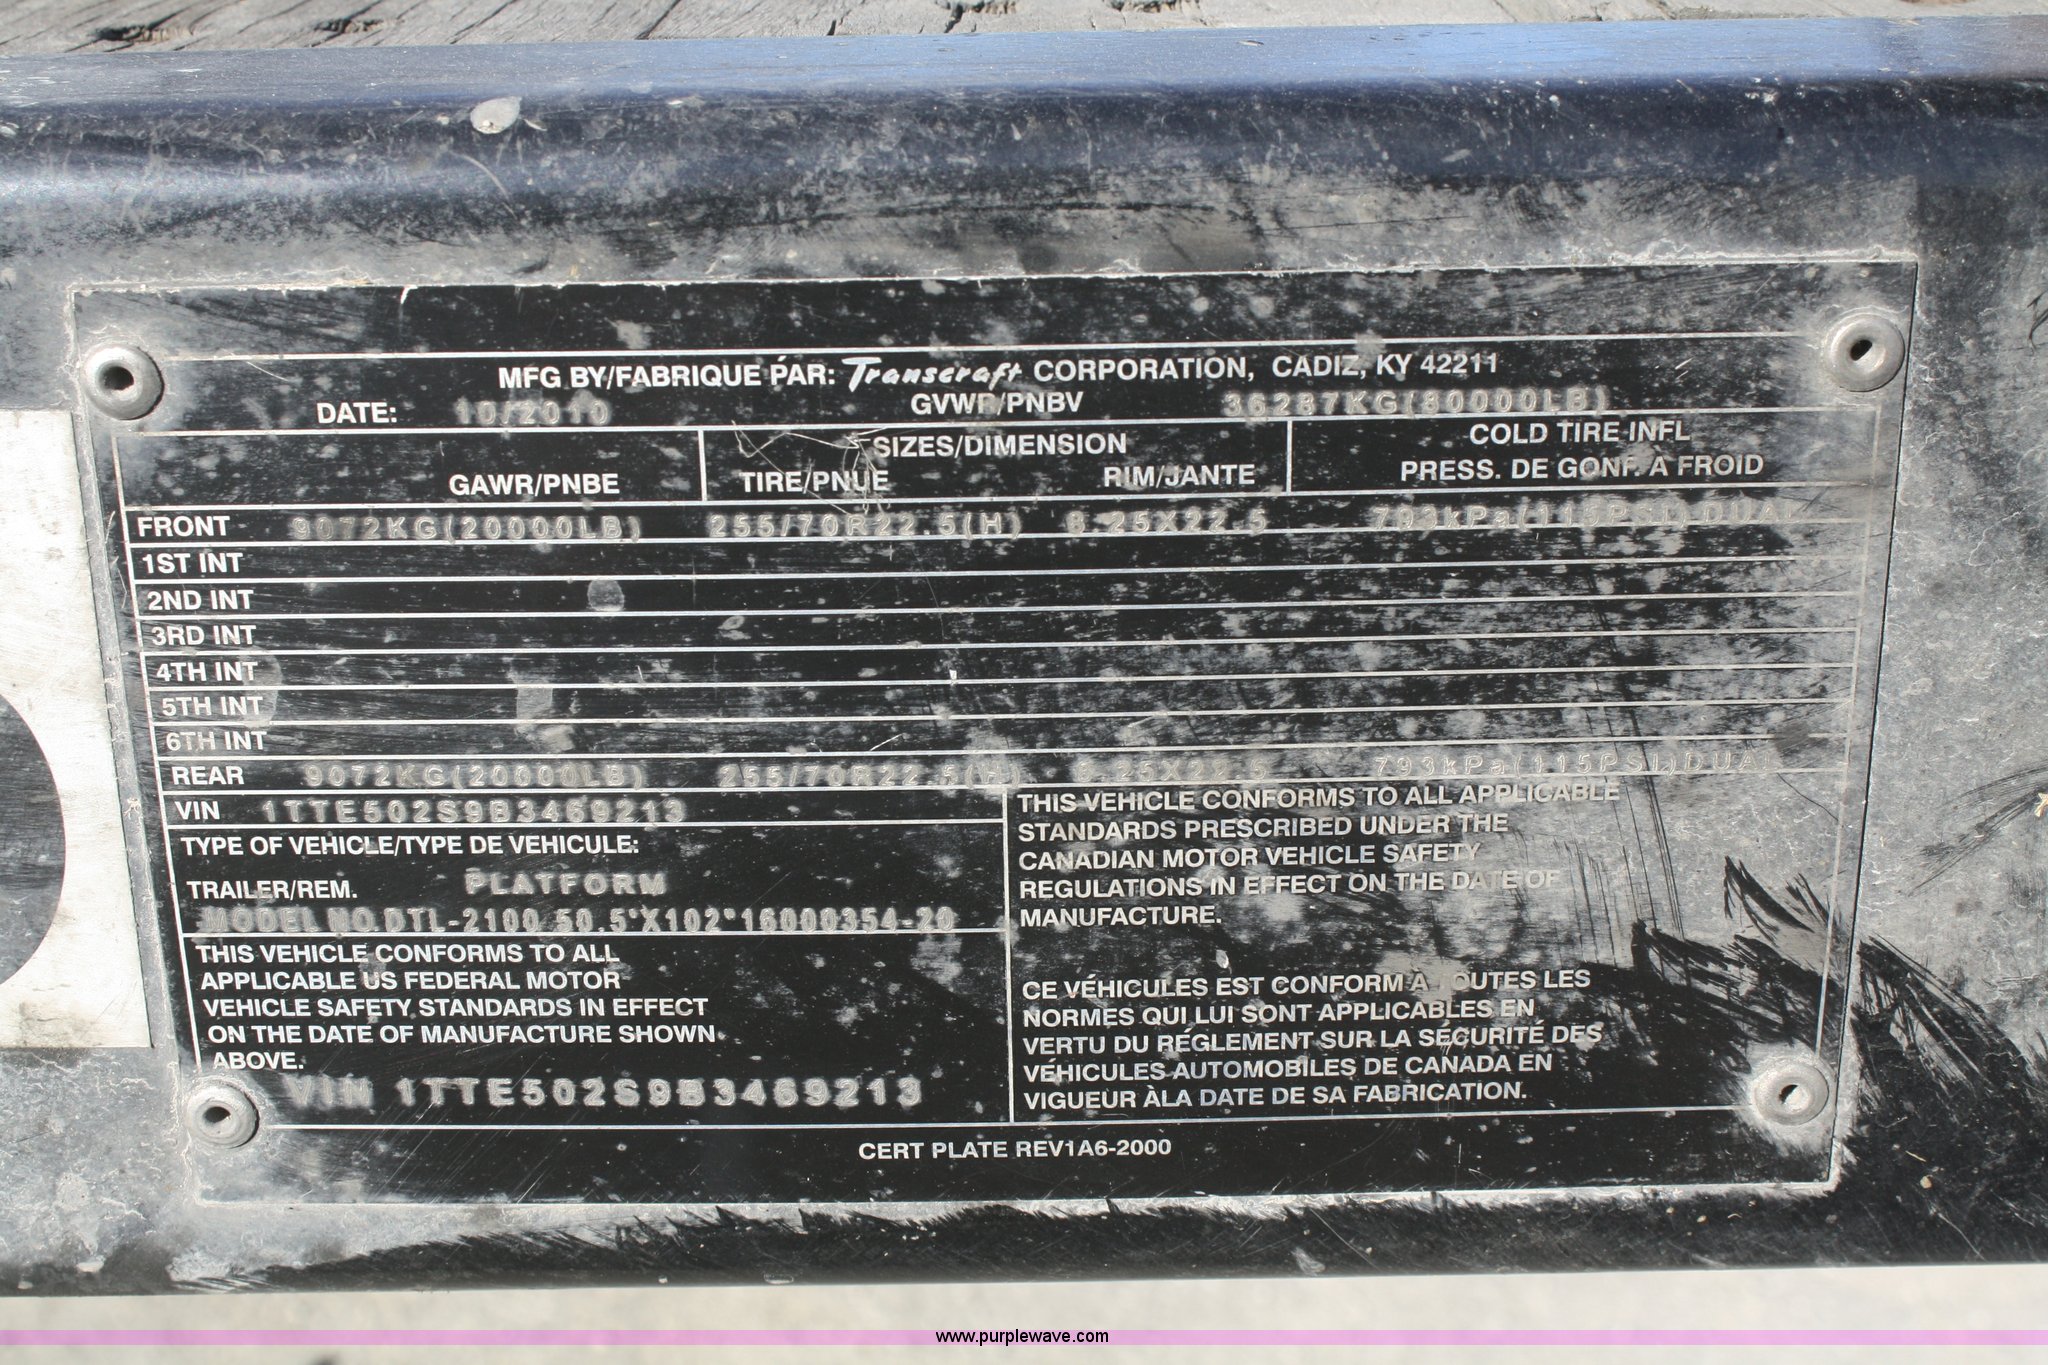 MFG BY/FABRIQUE PAR: Transcraft CORPORATION, CADIZ, KY 42211
DATE: 10/2010 GVWR/PNBV 36287KG(80000LB)
SIZES/DIMENSION COLD TIRE INFL
GAWR/PNBE TIRE/PNUE RIM/JANTE PRESS. DE GONF. A FROID
FRONT 9072KG(20000LB) 255/70R22.5(H) 8.25X22.5 793kPa(115PSI)DUAL
1ST INT
2ND INT
3RD INT
4TH INT
5TH INT
6TH INT
REAR 9072KG(20000LB) 255/70R22.5(H) 8.25X22.5 793kPa(115PSI)DUAL
VIN 1TTE502S9B3469213
TYPE OF VEHICLE/TYPE DE VEHICULE:
TRAILER/REM. PLATFORM
MODEL NO.DTL-2100,50.5'X102"16000354-20
THIS VEHICLE CONFORMS TO ALL
APPLICABLE US FEDERAL MOTOR
VEHICLE SAFETY STANDARDS IN EFFECT
ON THE DATE OF MANUFACTURE SHOWN
ABOVE.
VIN 1TTE502S9B3469213
THIS VEHICLE CONFORMS TO ALL APPLICABLE
STANDARDS PRESCRIBED UNDER THE
CANADIAN MOTOR VEHICLE SAFETY
REGULATIONS IN EFFECT ON THE DATE OF
MANUFACTURE.
CE VÉHICULES EST CONFORM À TOUTES LES
NORMES QUI LUI SONT APPLICABLES EN
VERTU DU RÉGLEMENT SUR LA SÉCURITÉ DES
VÉHICULES AUTOMOBILES DE CANADA EN
VIGUEUR ÀLA DATE DE SA FABRICATION.
CERT PLATE REV1A6-2000
www.purplewave.com